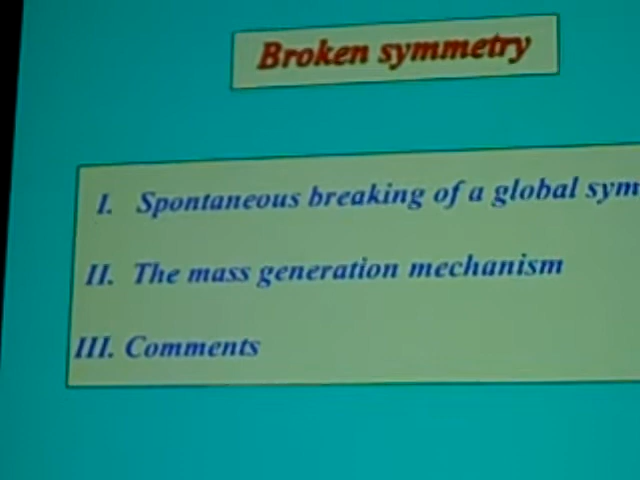 Broken symmetry
I. Spontaneous breaking of a global sym
II. The mass generation mechanism
III. Comments